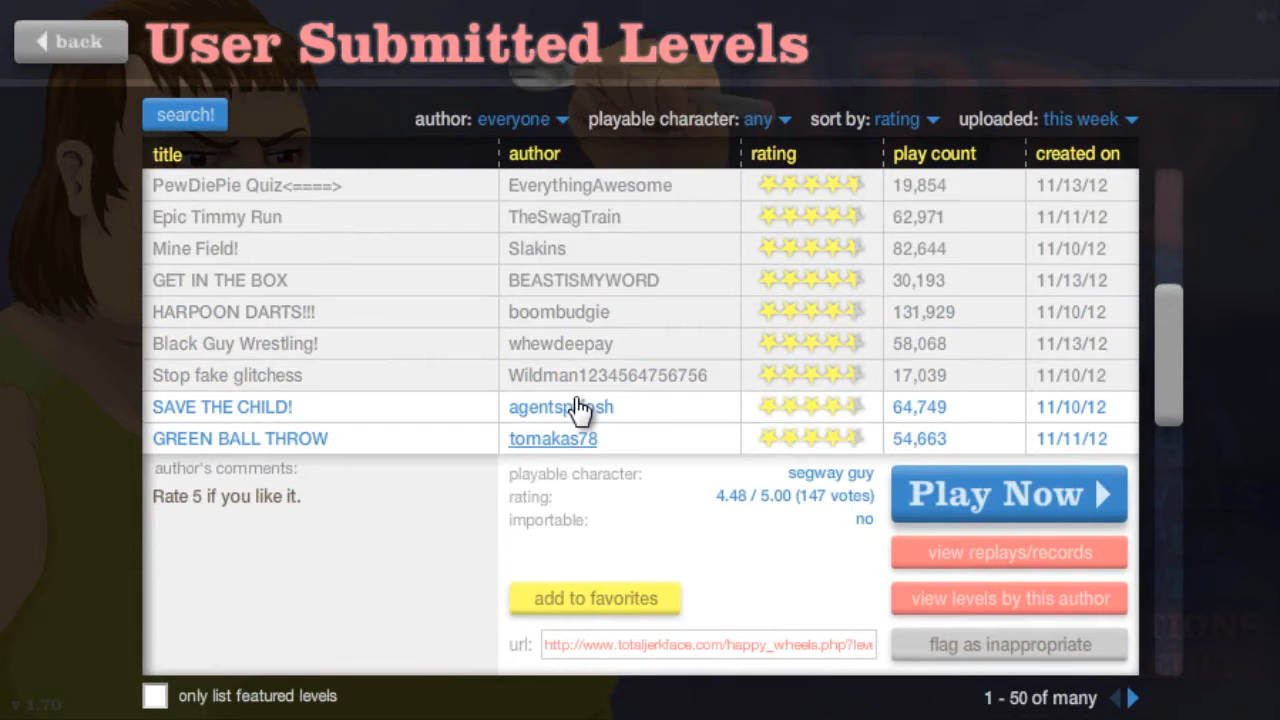 back
User Submitted Levels
search!
author: everyone playable character: any sort by: rating uploaded: this week
title author rating play count created on
PewDiePie Quiz<====> EverythingAwesome 19,854 11/13/12
Epic Timmy Run TheSwagTrain 62,971 11/11/12
Mine Field! Slakins 82,644 11/10/12
GET IN THE BOX BEASTISMYWORD 30,193 11/13/12
HARPOON DARTS!!! boombudgie 131,929 11/10/12
Black Guy Wrestling! whewdeepay 58,068 11/13/12
Stop fake glitchess Wildman1234564756756 17,039 11/10/12
SAVE THE CHILD! 64,749 11/10/12
GREEN BALL THROW tomakas78 54,663 11/11/12
author's comments:
Rate 5 if you like it.
playable character: segway guy
rating: 4.48 / 5.00 (147 votes)
importable: no
Play Now
view replays/records
add to favorites
view levels by this author
url: http://www.totaljerkface.com/happy_wheels.php?leve
flag as inappropriate
only list featured levels
1 - 50 of many
v 1.70